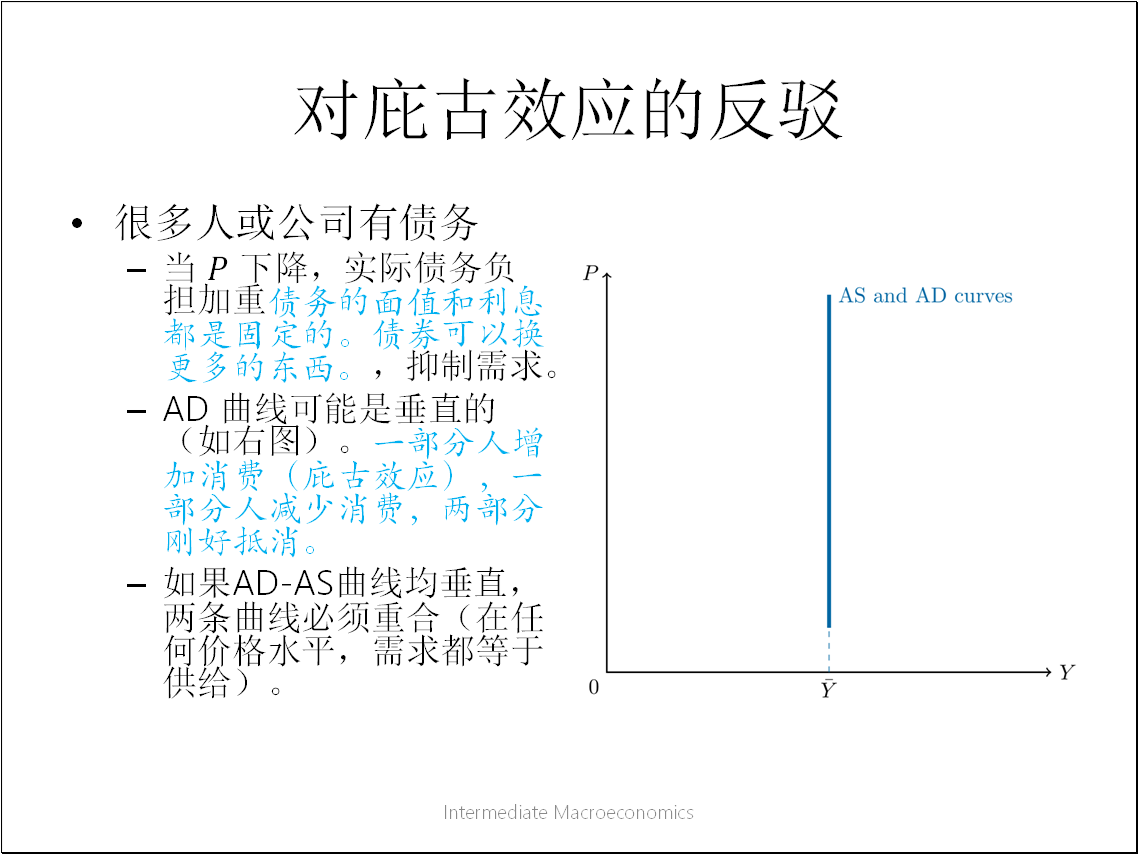 对庇古效应的反驳
• 很多人或公司有债务
– 当 P 下降，实际债务负
担加重债务的面值和利息
都是固定的。债券可以换
更多的东西。，抑制需求。
– AD 曲线可能是垂直的
（如右图）。一部分人增
加消费（庇古效应），一
部分人减少消费，两部分
刚好抵消。
– 如果AD-AS曲线均垂直，
两条曲线必须重合（在任
何价格水平，需求都等于
供给）。
P
AS and AD curves
0
Ȳ
Y
Intermediate Macroeconomics